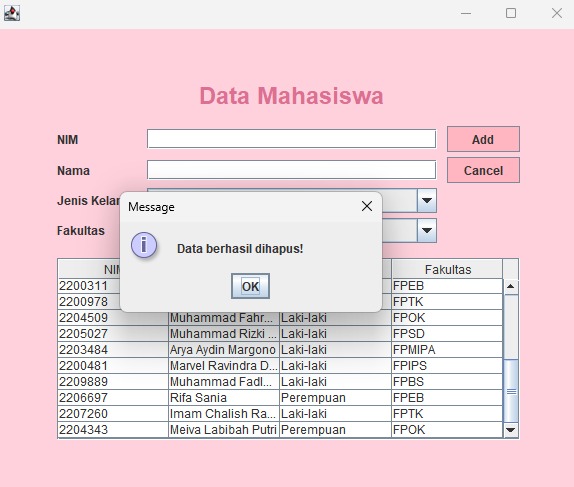 Data Mahasiswa
NIM
Add
Nama
Cancel
Jenis Kelan
Message
Fakultas
Data berhasil dihapus!
OK
NIM Fakultas
2200311 FPEB
2200978 FPTK
2204509 Muhammad Fahr... Laki-laki FPOK
2205027 Muhammad Rizki ... Laki-laki FPSD
2203484 Arya Aydin Margono Laki-laki FPMIPA
2200481 Marvel Ravindra D... Laki-laki FPIPS
2209889 Muhammad Fadl... Laki-laki FPBS
2206697 Rifa Sania Perempuan FPEB
2207260 Imam Chalish Ra... Laki-laki FPTK
2204343 Meiva Labibah Putri Perempuan FPOK